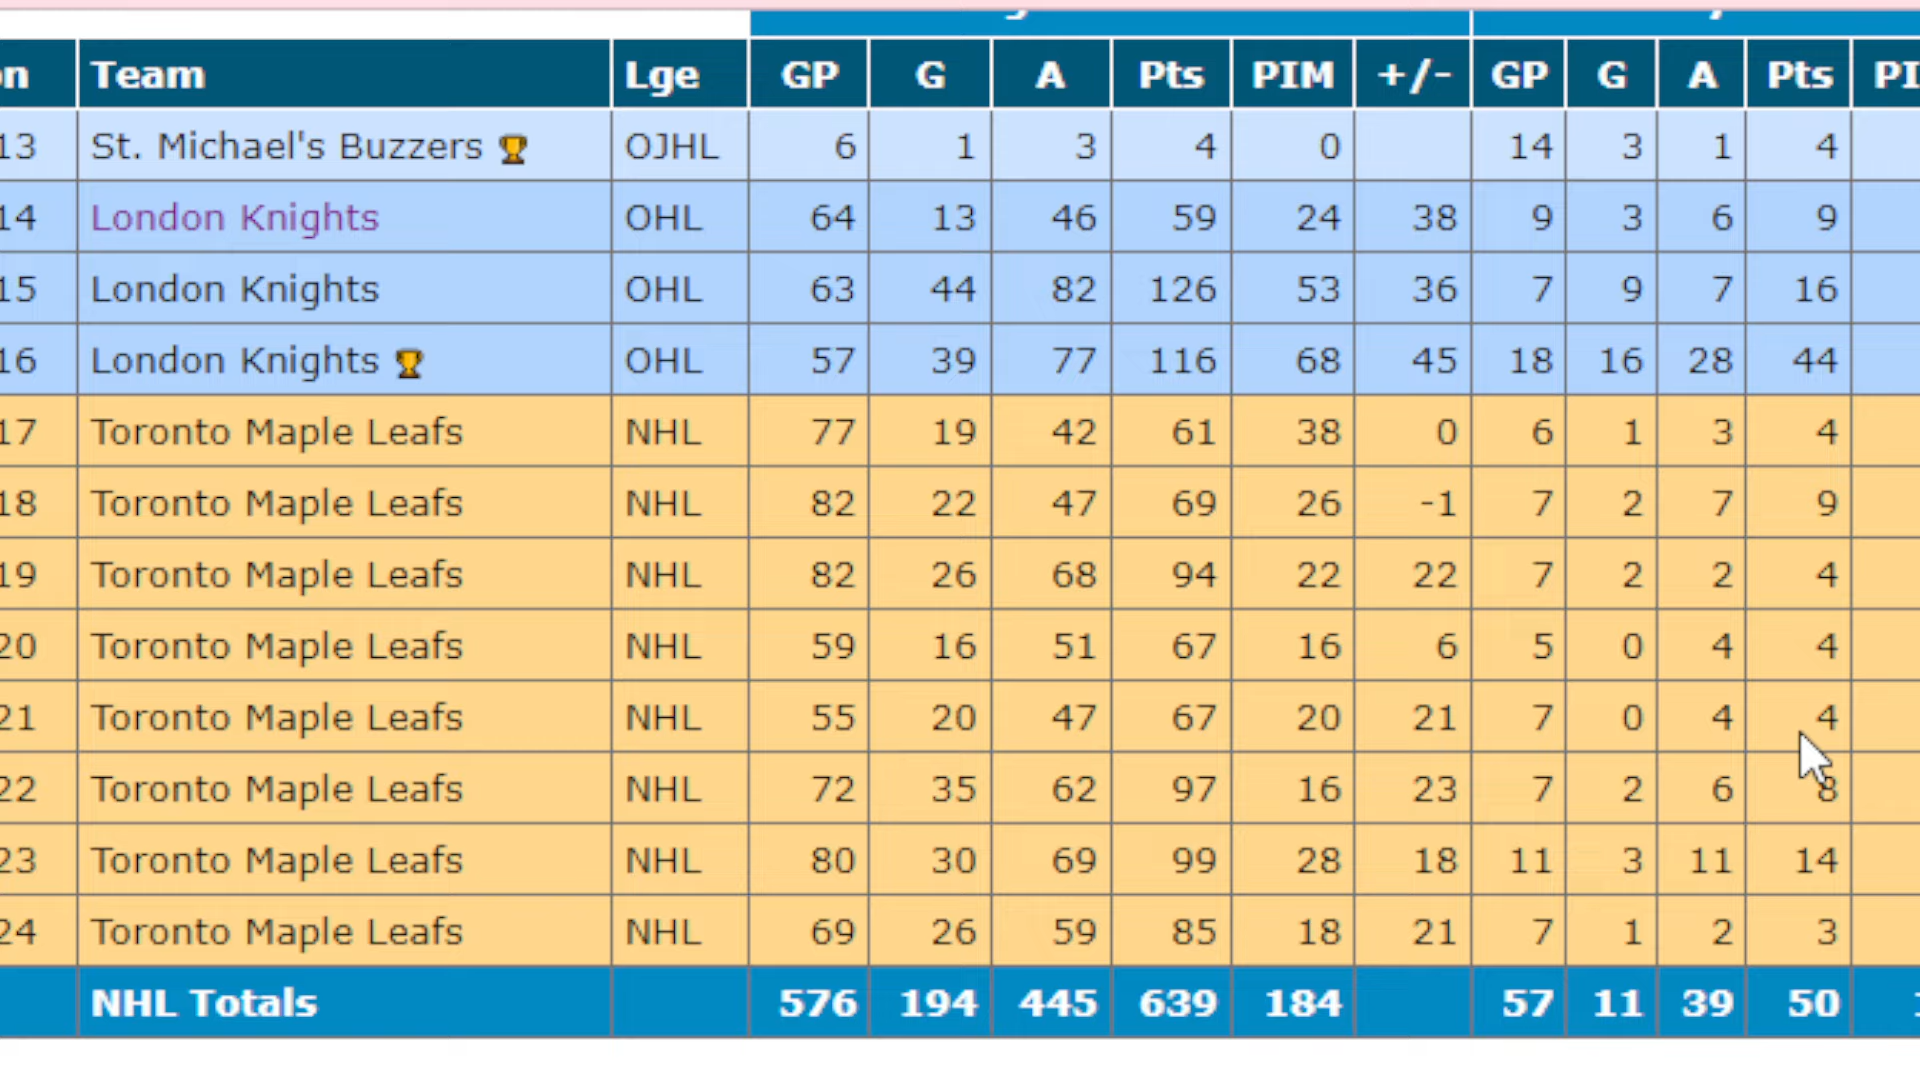 on Team Lge GP G A Pts PIM +/- GP G A Pts PI
13 St. Michael's Buzzers OJHL 6 1 3 4 0 14 3 1 4
14 London Knights OHL 64 13 46 59 24 38 9 3 6 9
15 London Knights OHL 63 44 82 126 53 36 7 9 7 16
16 London Knights OHL 57 39 77 116 68 45 18 16 28 44
17 Toronto Maple Leafs NHL 77 19 42 61 38 0 6 1 3 4
18 Toronto Maple Leafs NHL 82 22 47 69 26 -1 7 2 7 9
19 Toronto Maple Leafs NHL 82 26 68 94 22 22 7 2 2 4
20 Toronto Maple Leafs NHL 59 16 51 67 16 6 5 0 4 4
21 Toronto Maple Leafs NHL 55 20 47 67 20 21 7 0 4 4
22 Toronto Maple Leafs NHL 72 35 62 97 16 23 7 2 6 8
23 Toronto Maple Leafs NHL 80 30 69 99 28 18 11 3 11 14
24 Toronto Maple Leafs NHL 69 26 59 85 18 21 7 1 2 3
NHL Totals 576 194 445 639 184 57 11 39 50